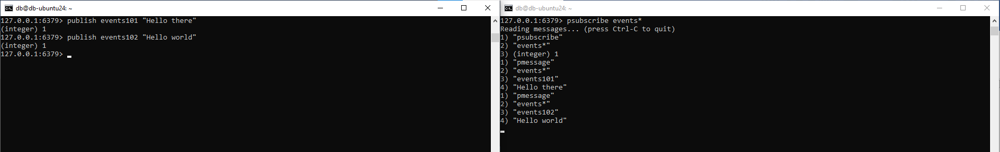 db@db-ubuntu24: ~
127.0.0.1:6379> publish events101 "Hello there"
(integer) 1
127.0.0.1:6379> publish events102 "Hello world"
(integer) 1
127.0.0.1:6379>
db@db-ubuntu24: ~
127.0.0.1:6379> psubscribe events*
Reading messages... (press Ctrl-C to quit)
1) "psubscribe"
2) "events*"
3) (integer) 1
1) "pmessage"
2) "events*"
3) "events101"
4) "Hello there"
1) "pmessage"
2) "events*"
3) "events102"
4) "Hello world"